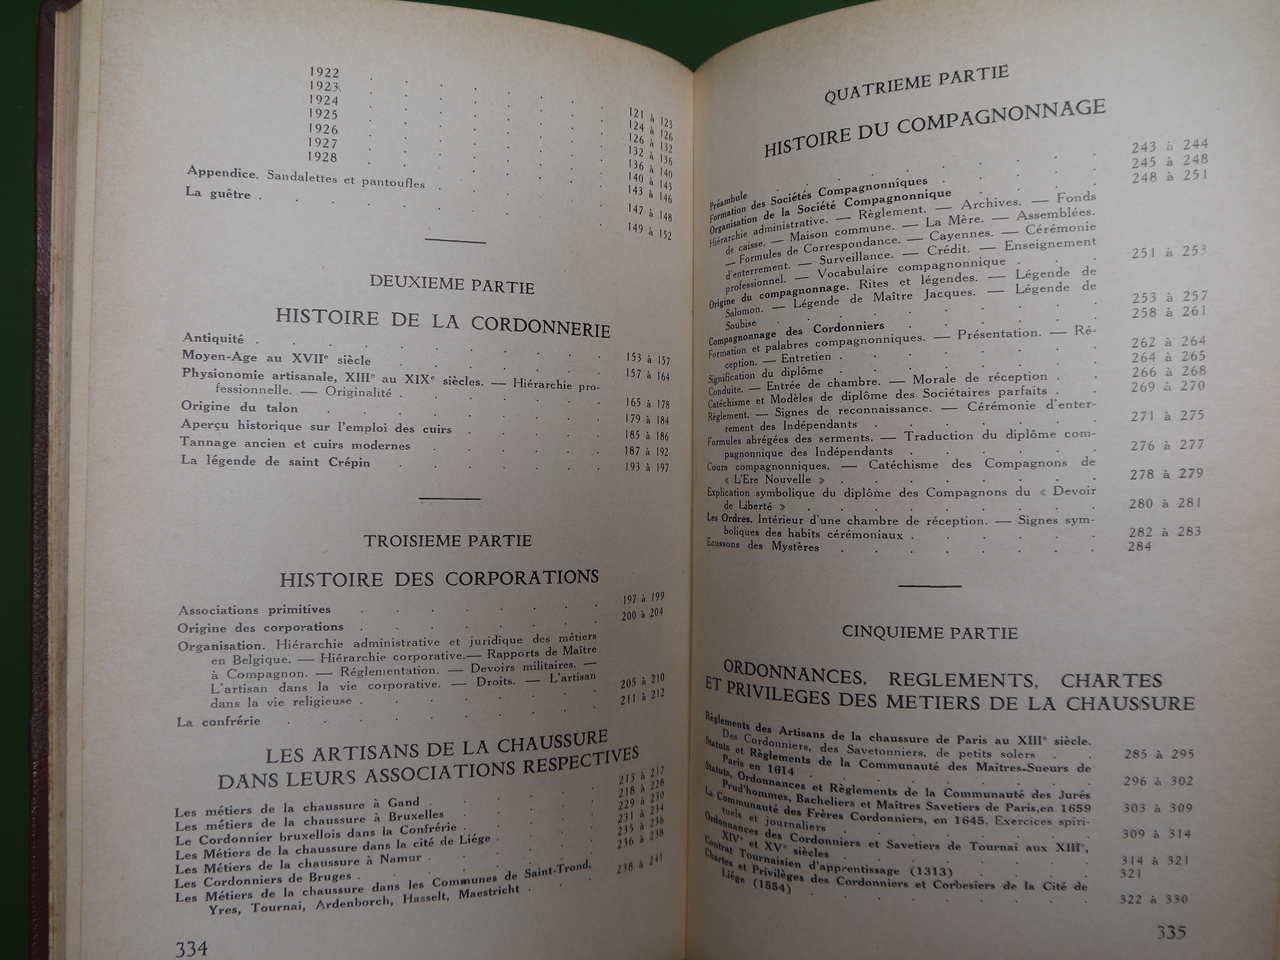 1922 . . . . . . . 121 à 123
1923 . . . . . . . 124 à 126
1924 . . . . . . . 126 à 132
1925 . . . . . . . 132 à 136
1926 . . . . . . . 136 à 140
1927 . . . . . . . 140 à 143
1928 . . . . . . . 143 à 146
Appendice. Sandalettes et pantoufles . . . . 147 à 148
La guêtre . . . . . . . 149 à 152
DEUXIEME PARTIE
HISTOIRE DE LA CORDONNERIE
Antiquité . . . . . . . 153 à 157
Moyen-Age au XVIIe siècle . . . . 157 à 164
Physionomie artisanale, XIIIe au XIXe siècles. — Hiérarchie pro-
fessionnelle. — Originalité . . . . 165 à 178
Origine du talon . . . . . 179 à 184
Aperçu historique sur l'emploi des cuirs . . . 185 à 186
Tannage ancien et cuirs modernes . . . . 187 à 192
La légende de saint Crépin . . . . 193 à 197
TROISIEME PARTIE
HISTOIRE DES CORPORATIONS
Associations primitives . . . . . 197 à 199
Origine des corporations . . . . . 200 à 204
Organisation. Hiérarchie administrative et juridique des métiers
en Belgique. — Hiérarchie corporative.— Rapports de Maître
à Compagnon. — Réglementation. — Devoirs militaires. —
L'artisan dans la vie corporative. — Droits. — L'artisan
dans la vie religieuse . . . . . 205 à 210
La confrérie . . . . . . . 211 à 212
LES ARTISANS DE LA CHAUSSURE
DANS LEURS ASSOCIATIONS RESPECTIVES
Les métiers de la chaussure à Gand . . . . 213 à 217
Les métiers de la chaussure à Bruxelles . . . 218 à 228
Le Cordonnier bruxellois dans la Confrérie . . . 229 à 230
Les Métiers de la chaussure dans la cité de Liége . . . 231 à 234
Les Métiers de la chaussure à Namur . . . . 235 à 236
Les Cordonniers de Bruges . . . . . 236 à 238
Les Métiers de la chaussure dans les Communes de Saint-Trond,
Yres, Tournai, Ardenborch, Hasselt, Maestricht . . 238 à 241
334
QUATRIEME PARTIE
HISTOIRE DU COMPAGNONNAGE
Préambule . . . . . . . 243 à 244
Formation des Sociétés Compagnonniques . . . . 245 à 248
Organisation de la Société Compagnonnique . . . 248 à 251
Hiérarchie administrative. — Règlement. — Archives. — Fonds
de caisse. — Maison commune. — La Mère. — Assemblées.
— Formules de Correspondance. — Cayennes. — Cérémonie
d'enterrement. — Surveillance. — Crédit. — Enseignement
professionnel. — Vocabulaire compagnonnique . . . 251 à 253
Origine du compagnonnage. Rites et légendes. — Légende de
Salomon. — Légende de Maître Jacques. — Légende de
Soubise . . . . . . . 253 à 257
Compagnonnage des Cordonniers . . . . 258 à 261
Formation et palabres compagnonniques. — Présentation. — Ré-
ception. — Entretien . . . . . 262 à 264
Signification du diplôme . . . . . 264 à 265
Conduite. — Entrée de chambre. — Morale de réception . . 266 à 268
Catéchisme et Modèles de diplôme des Sociétaires parfaits . . 269 à 270
Règlement. — Signes de reconnaissance. — Cérémonie d'enter-
rement des Indépendants . . . . . 271 à 275
Formules abrégées des serments. — Traduction du diplôme com-
pagnonnique des Indépendants . . . . 276 à 277
Cours compagnonniques. — Catéchisme des Compagnons de
« L'Ere Nouvelle » . . . . . 278 à 279
Explication symbolique du diplôme des Compagnons du « Devoir
de Liberté » . . . . . . 280 à 281
Les Ordres. Intérieur d'une chambre de réception. — Signes sym-
boliques des habits cérémoniaux . . . . 282 à 283
Ecussons des Mystères . . . . . 284
CINQUIEME PARTIE
ORDONNANCES, REGLEMENTS, CHARTES
ET PRIVILEGES DES METIERS DE LA CHAUSSURE
Règlements des Artisans de la chaussure de Paris au XIIIe siècle.
Des Cordonniers, des Savetonniers, de petits solers . . 285 à 295
Statuts et Règlements de la Communauté des Maîtres-Sueurs de
Paris en 1614 . . . . . . 296 à 302
Statuts, Ordonnances et Règlements de la Communauté des Jurés
Prud'hommes, Bacheliers et Maîtres Savetiers de Paris,en 1659 303 à 309
La Communauté des Frères Cordonniers, en 1645. Exercices spiri-
tuels et journaliers . . . . . 309 à 314
Ordonnances des Cordonniers et Savetiers de Tournai aux XIIIe,
XIVe et XVe siècles . . . . . 314 à 321
Contrat Tournaisien d'apprentissage (1313) . . . 321
Chartes et Privilèges des Cordonniers et Corbesiers de la Cité de
Liége (1554) . . . . . . 322 à 330
335